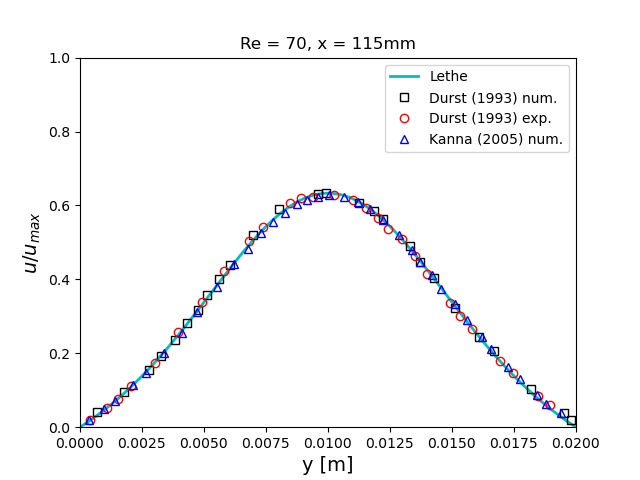 Re = 70, x = 115mm
Lethe
Durst (1993) num.
Durst (1993) exp.
Kanna (2005) num.
1.0
0.8
0.6
0.4
0.2
0.0
u/u_max
0.0000 0.0025 0.0050 0.0075 0.0100 0.0125 0.0150 0.0175 0.0200
y [m]